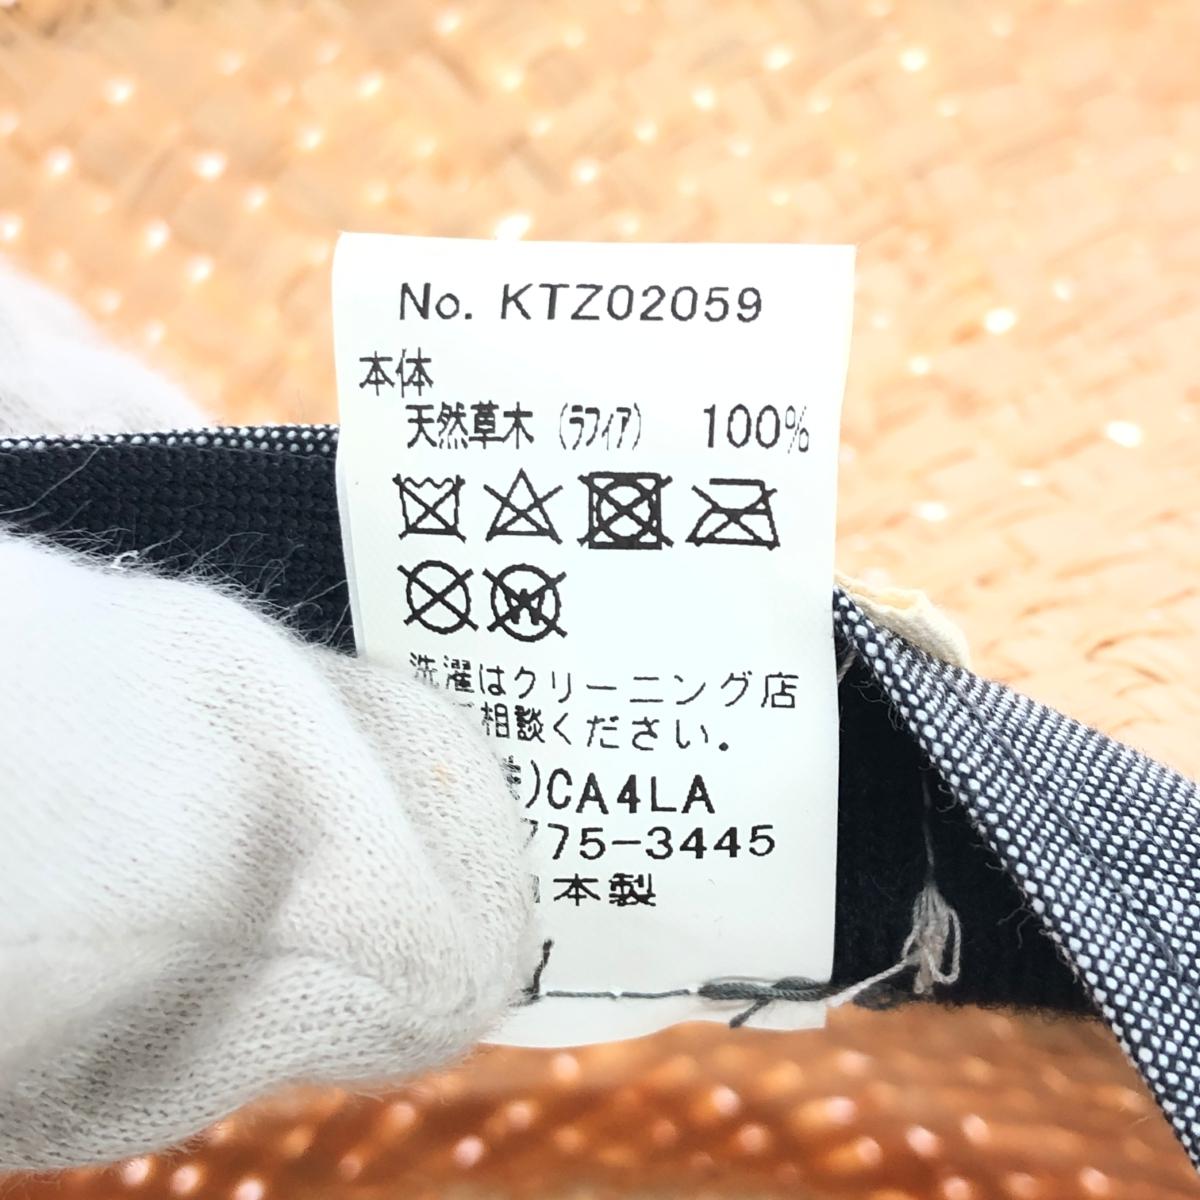 No. KTZ02059
本体
天然草木 (ラフィア) 100%
W
洗濯はクリーニング店
相談ください。
)CA4LA
775-3445
本製